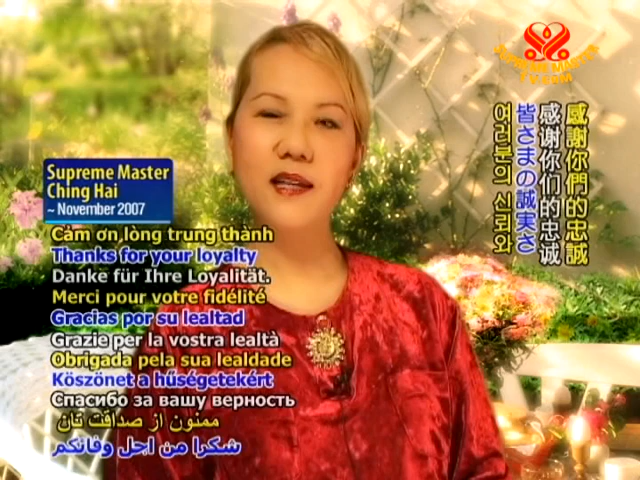 SUPREME MASTER
TV.COM
Supreme Master
Ching Hai
~ November 2007
Cảm ơn lòng trung thành
Thanks for your loyalty
Danke für Ihre Loyalität.
Merci pour votre fidélité
Gracias por su lealtad
Grazie per la vostra lealtà
Obrigada pela sua lealdade
Köszönet a hűségetekért
Спасибо за вашу верность
ممنون از صداقت تان
شكرا من اجل وفائكم
感謝你們的忠誠
感谢你们的忠诚
皆さまの誠実さ
여러분의 신뢰와